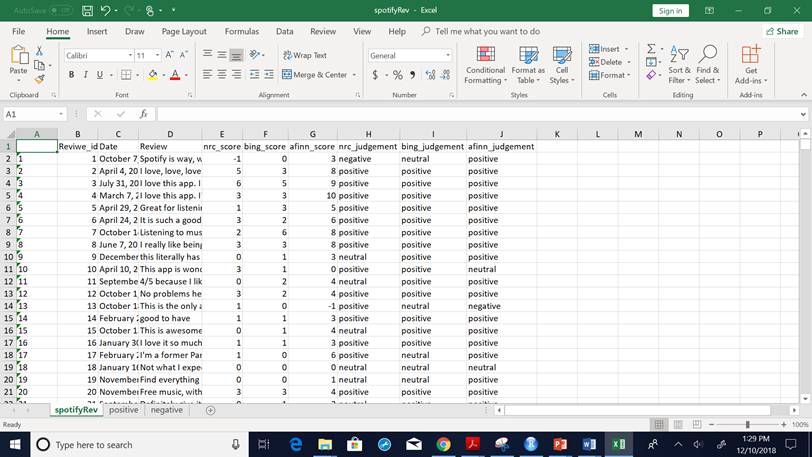 AutoSave Off spotifyRev - Excel Sign in
File Home Insert Draw Page Layout Formulas Data Review View Help Tell me what you want to do Share
Calibri 11 A A Wrap Text General Insert
Paste B I U A Merge & Center $ % , Conditional Formatting Format as Table Cell Styles Delete Format Sort & Filter Find & Select Get Add-ins
Clipboard Font Alignment Number Styles Cells Editing Add-ins
A1 fx
A B C D E F G H I J K L M N O P
1 Reviwe_id Date Review nrc_score bing_score afinn_score nrc_judgement bing_judgement afinn_judgement
2 1 1 October 7, Spotify is way, w -1 0 3 negative neutral positive
3 2 2 April 4, 20 I love, love, love 5 3 8 positive positive positive
4 3 3 July 31, 20 I love this app. I 6 5 9 positive positive positive
5 4 4 March 7, 2 I love this app. I 3 3 10 positive positive positive
6 5 5 April 29, 2 Great for listenin 1 3 5 positive positive positive
7 6 6 April 24, 2 It is such a good 3 2 6 positive positive positive
8 7 7 October 1 Listening to mus 2 6 8 positive positive positive
9 8 8 June 7, 20 I really like being 3 3 8 positive positive positive
10 9 9 December this literally has 0 1 3 neutral positive positive
11 10 10 April 10, 2 This app is wond 3 1 0 positive positive neutral
12 11 11 Septembe 4/5 because I lik 0 2 4 neutral positive positive
13 12 12 October 1 No problems he 3 2 4 positive positive positive
14 13 13 October 1 This is the only a 1 0 -1 positive neutral negative
15 14 14 February good to have 1 1 3 positive positive positive
16 15 15 October 1 This is awesome 0 1 4 neutral positive positive
17 16 16 January 30 I love it so much 1 1 3 positive positive positive
18 17 17 February I'm a former Par 1 0 6 positive neutral positive
19 18 18 January 16 Not what I expe 0 0 0 neutral neutral neutral
20 19 19 November Find everything 0 0 1 neutral neutral positive
21 20 20 November Free music, with 3 3 4 positive positive positive
spotifyRev positive negative
Ready 100%
Type here to search 1:29 PM
12/10/2018